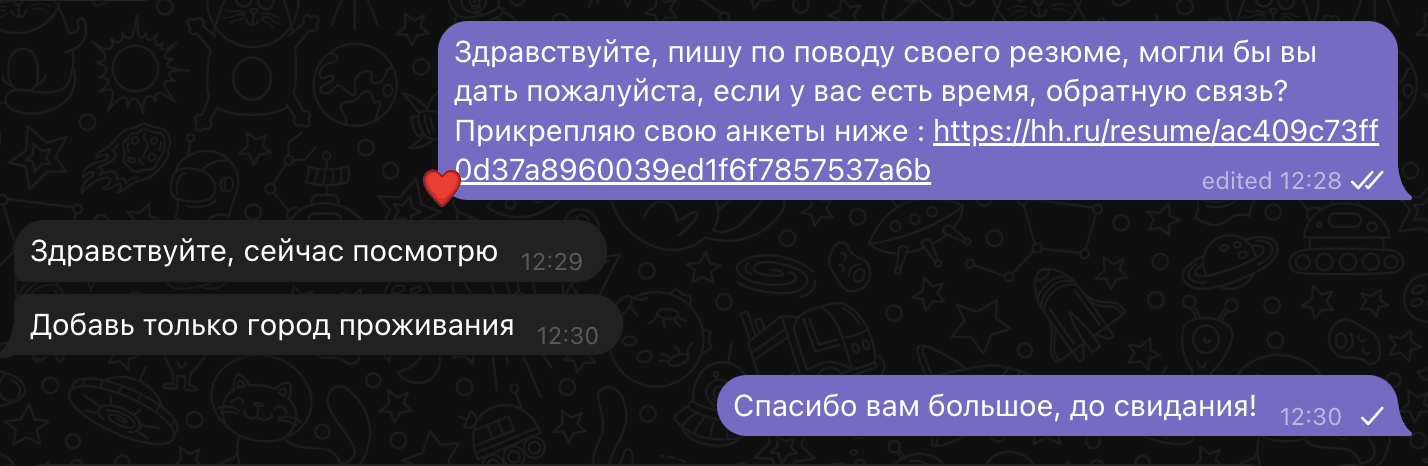 Здравствуйте, пишу по поводу своего резюме, могли бы вы
дать пожалуйста, если у вас есть время, обратную связь?
Прикрепляю свою анкеты ниже : https://hh.ru/resume/ac409c73ff
0d37a8960039ed1f6f7857537a6b
edited 12:28
Здравствуйте, сейчас посмотрю 12:29
Добавь только город проживания 12:30
Спасибо вам большое, до свидания! 12:30